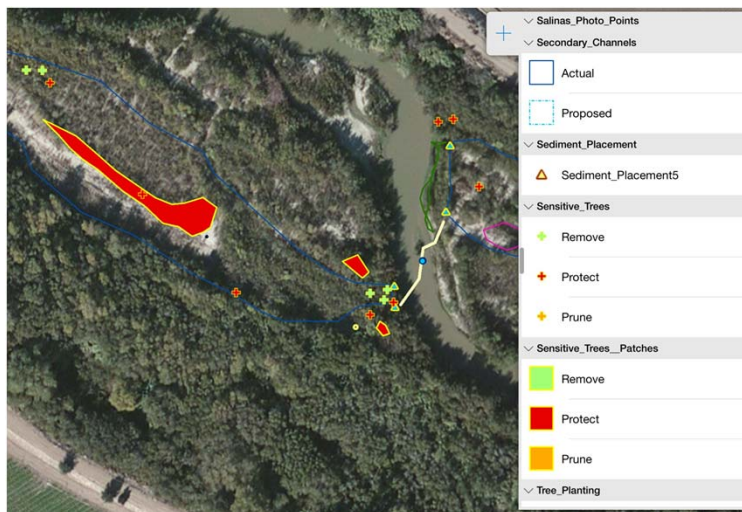 Salinas_Photo_Points
Secondary_Channels
Actual
Proposed
Sediment_Placement
Sediment_Placement5
Sensitive_Trees
Remove
Protect
Prune
Sensitive_Trees__Patches
Remove
Protect
Prune
Tree_Planting